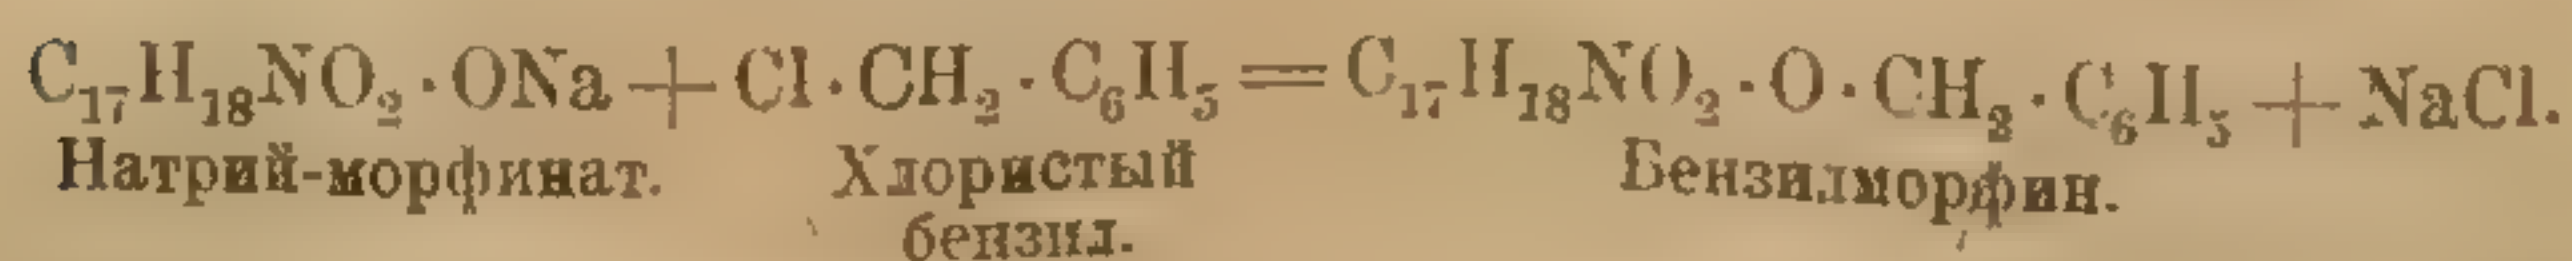 C₁₇H₁₈NO₂·ONa + Cl·CH₂·C₆H₅ = C₁₇H₁₈NO₂·O·CH₂·C₆H₅ + NaCl.
Натрий-морфинат. Хлористый Бензилморфин.
бензил.